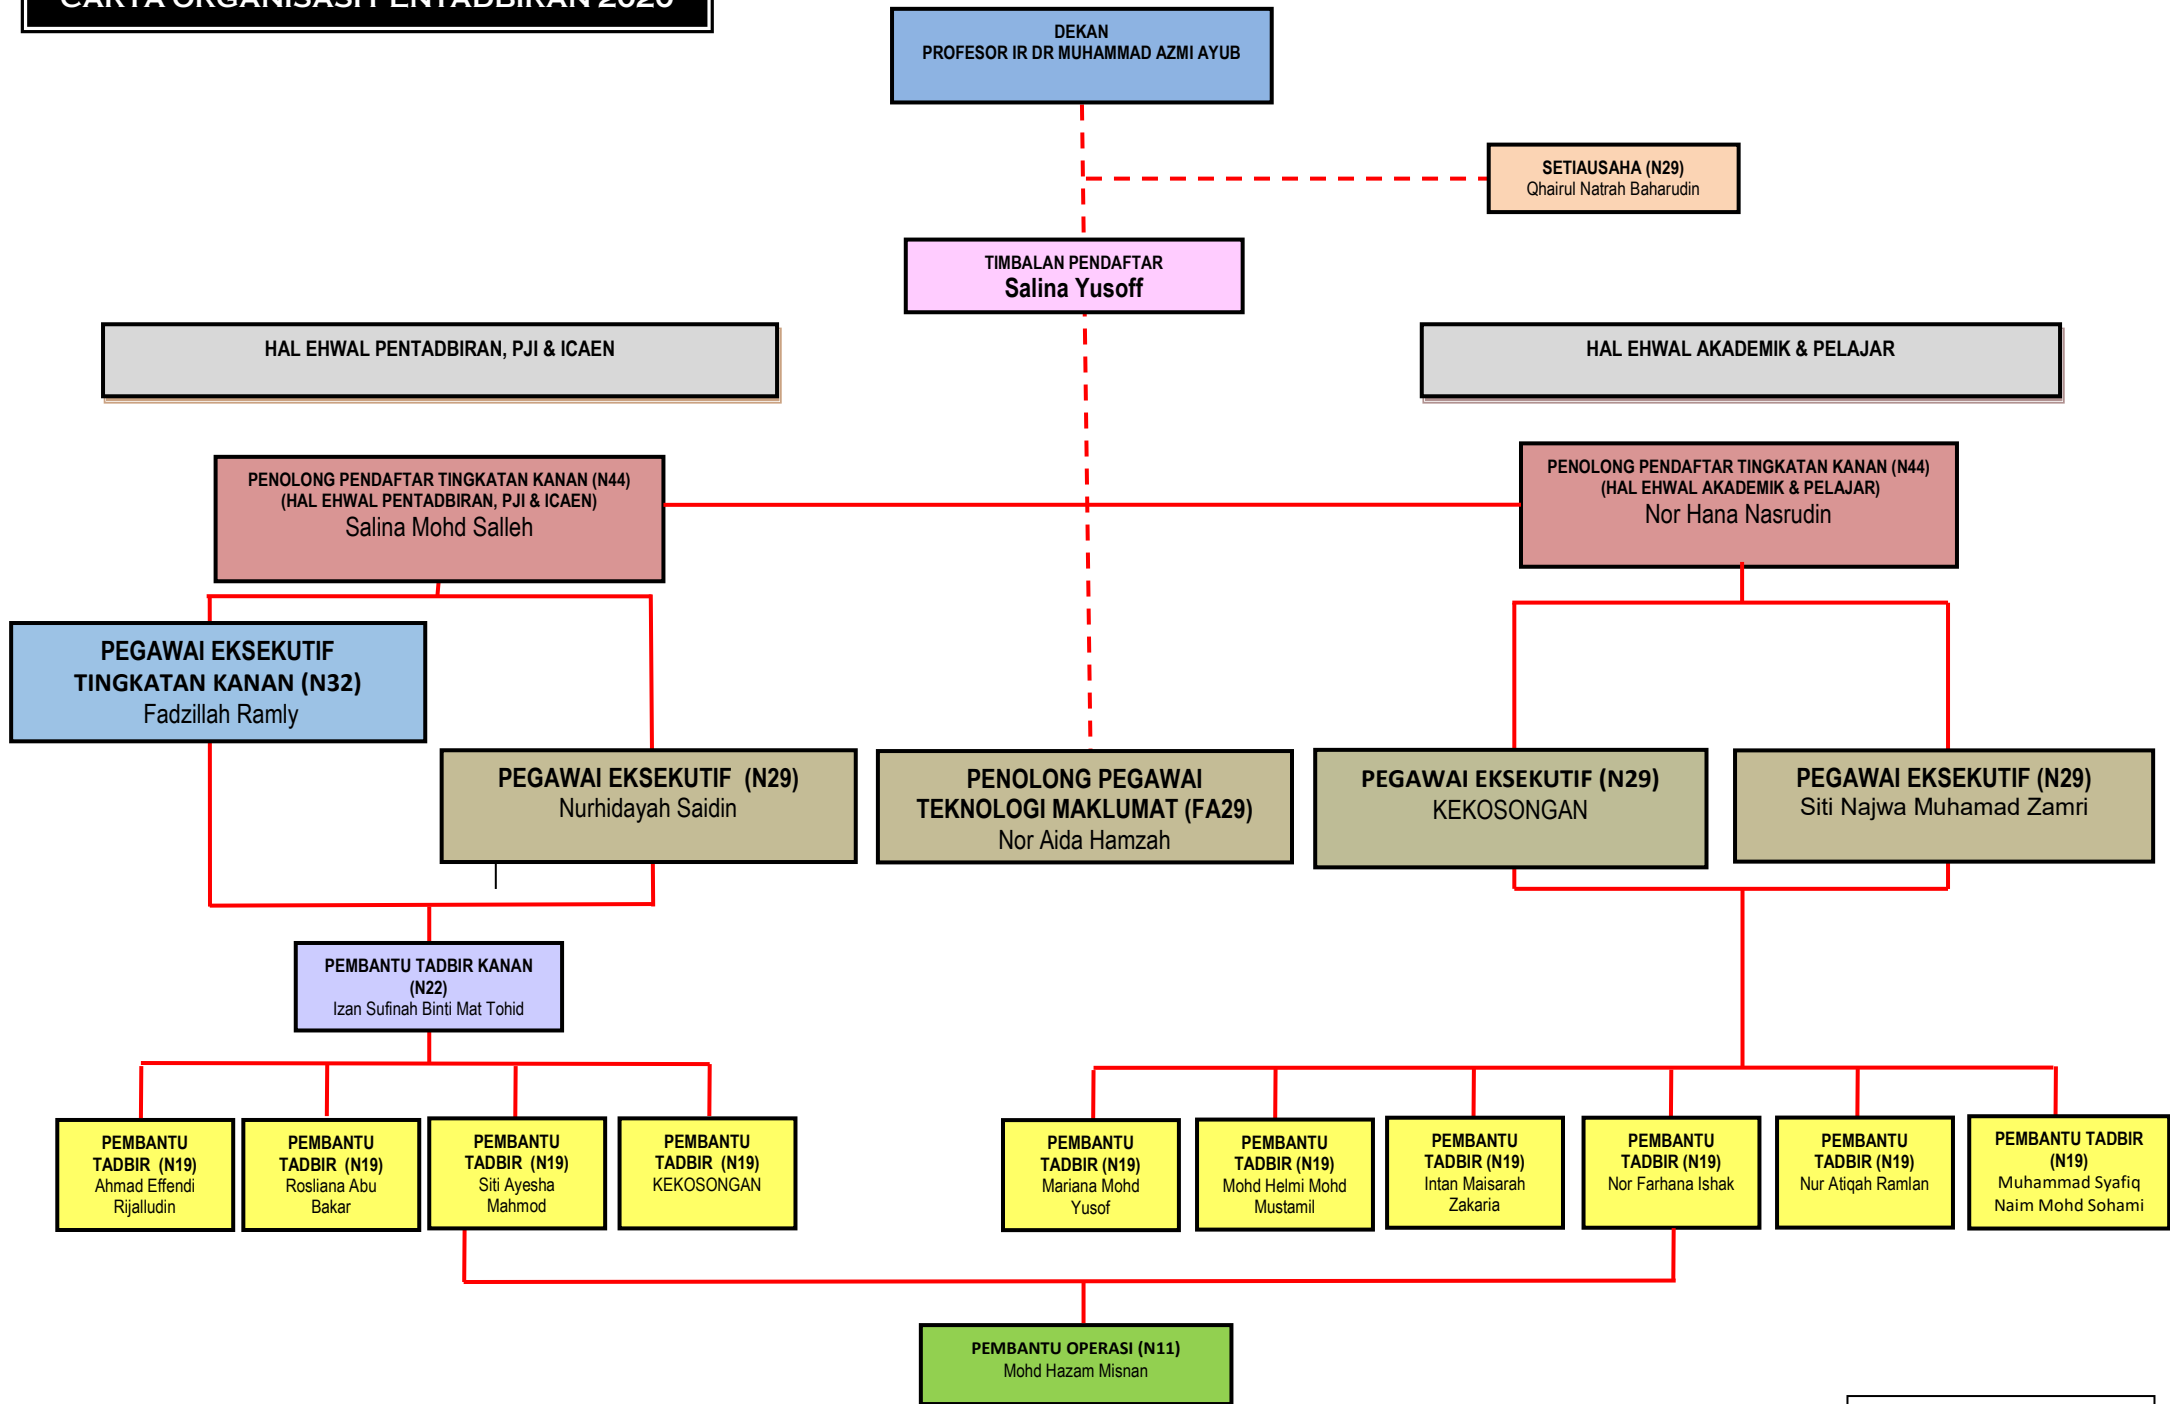 CARTA ORGANISASI PENTADBIRAN 2020
DEKAN
PROFESOR IR DR MUHAMMAD AZMI AYUB
SETIAUSAHA (N29)
Qhairul Natrah Baharudin
TIMBALAN PENDAFTAR
Salina Yusoff
HAL EHWAL PENTADBIRAN, PJI & ICAEN
HAL EHWAL AKADEMIK & PELAJAR
PENOLONG PENDAFTAR TINGKATAN KANAN (N44)
(HAL EHWAL PENTADBIRAN, PJI & ICAEN)
Salina Mohd Salleh
PENOLONG PENDAFTAR TINGKATAN KANAN (N44)
(HAL EHWAL AKADEMIK & PELAJAR)
Nor Hana Nasrudin
PEGAWAI EKSEKUTIF
TINGKATAN KANAN (N32)
Fadzillah Ramly
PEGAWAI EKSEKUTIF (N29)
Nurhidayah Saidin
PENOLONG PEGAWAI
TEKNOLOGI MAKLUMAT (FA29)
Nor Aida Hamzah
PEGAWAI EKSEKUTIF (N29)
KEKOSONGAN
PEGAWAI EKSEKUTIF (N29)
Siti Najwa Muhamad Zamri
PEMBANTU TADBIR KANAN
(N22)
Izan Sufinah Binti Mat Tohid
PEMBANTU
TADBIR (N19)
Ahmad Effendi
Rijalludin
PEMBANTU
TADBIR (N19)
Rosliana Abu
Bakar
PEMBANTU
TADBIR (N19)
Siti Ayesha
Mahmod
PEMBANTU
TADBIR (N19)
KEKOSONGAN
PEMBANTU
TADBIR (N19)
Mariana Mohd
Yusof
PEMBANTU
TADBIR (N19)
Mohd Helmi Mohd
Mustamil
PEMBANTU
TADBIR (N19)
Intan Maisarah
Zakaria
PEMBANTU
TADBIR (N19)
Nor Farhana Ishak
PEMBANTU
TADBIR (N19)
Nur Atiqah Ramlan
PEMBANTU TADBIR
(N19)
Muhammad Syafiq
Naim Mohd Sohami
PEMBANTU OPERASI (N11)
Mohd Hazam Misnan